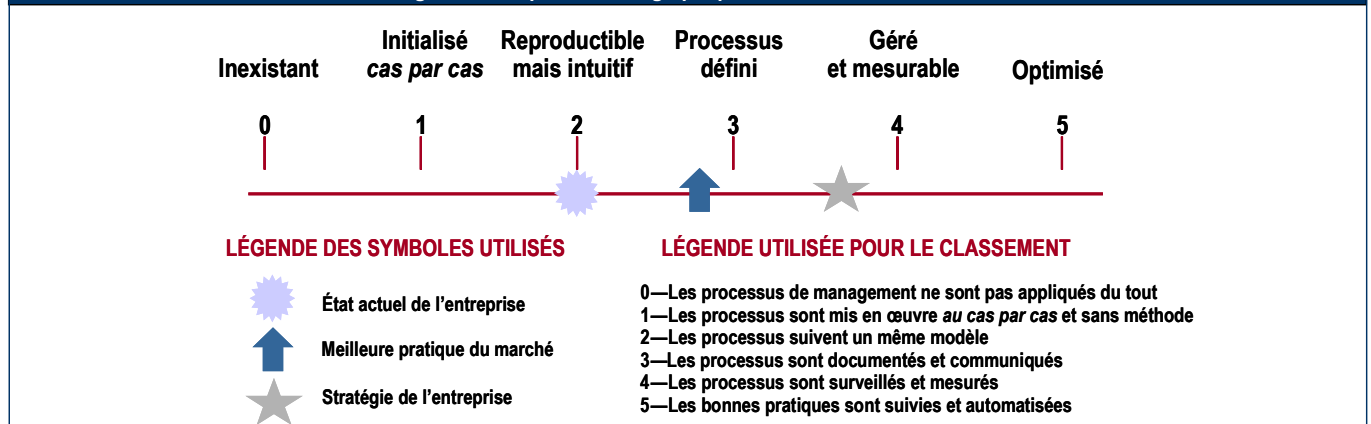 Inexistant
Initialisé
cas par cas
Reproductible
mais intuitif
Processus
défini
Géré
et mesurable
Optimisé
0 1 2 3 4 5
LÉGENDE DES SYMBOLES UTILISÉS
État actuel de l’entreprise
Meilleure pratique du marché
Stratégie de l’entreprise
LÉGENDE UTILISÉE POUR LE CLASSEMENT
0—Les processus de management ne sont pas appliqués du tout
1—Les processus sont mis en œuvre au cas par cas et sans méthode
2—Les processus suivent un même modèle
3—Les processus sont documentés et communiqués
4—Les processus sont surveillés et mesurés
5—Les bonnes pratiques sont suivies et automatisées